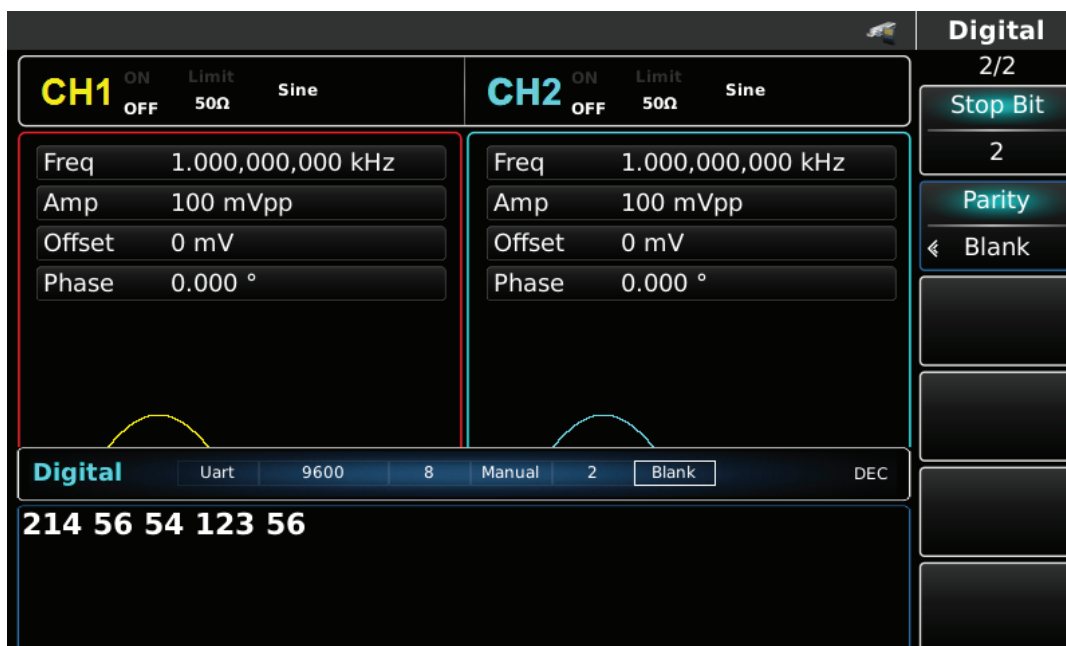 Digital
2/2
CH1 ON OFF Limit 50Ω Sine
CH2 ON OFF Limit 50Ω Sine
Stop Bit
2
Parity
Blank
Freq 1.000,000,000 kHz
Amp 100 mVpp
Offset 0 mV
Phase 0.000 °
Freq 1.000,000,000 kHz
Amp 100 mVpp
Offset 0 mV
Phase 0.000 °
Digital Uart 9600 8 Manual 2 Blank DEC
214 56 54 123 56